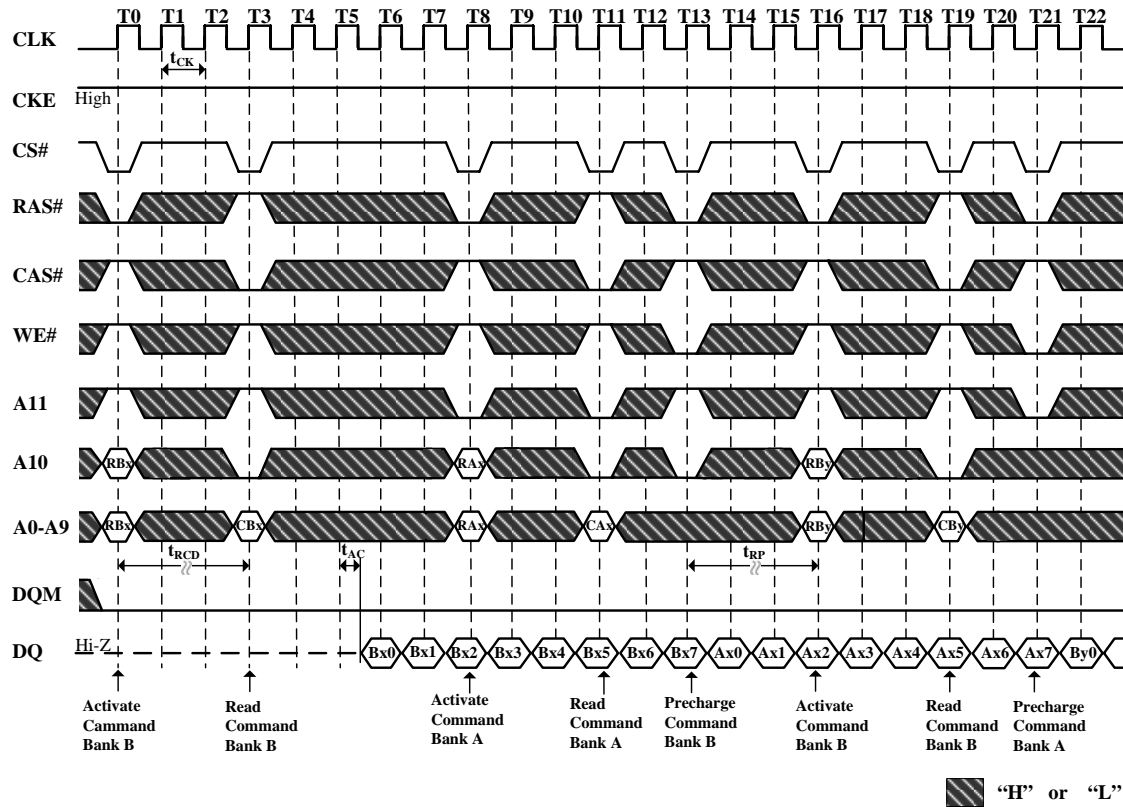 T0 T1 T2 T3 T4 T5 T6 T7 T8 T9 T10 T11 T12 T13 T14 T15 T16 T17 T18 T19 T20 T21 T22
CLK
tCK
CKE High
CS#
RAS#
CAS#
WE#
A11
A10 RBx RAx RBy
A0-A9 RBx CBx RAx CAx RBy CBy
tRCD tAC tRP
DQM
DQ Hi-Z Bx0 Bx1 Bx2 Bx3 Bx4 Bx5 Bx6 Bx7 Ax0 Ax1 Ax2 Ax3 Ax4 Ax5 Ax6 Ax7 By0
Activate
Cammand
Bank B
Read
Command
Bank B
Activate
Command
Bank A
Read
Command
Bank A
Precharge
Command
Bank B
Activate
Command
Bank B
Read
Command
Bank B
Precharge
Command
Bank A
“H” or “L”